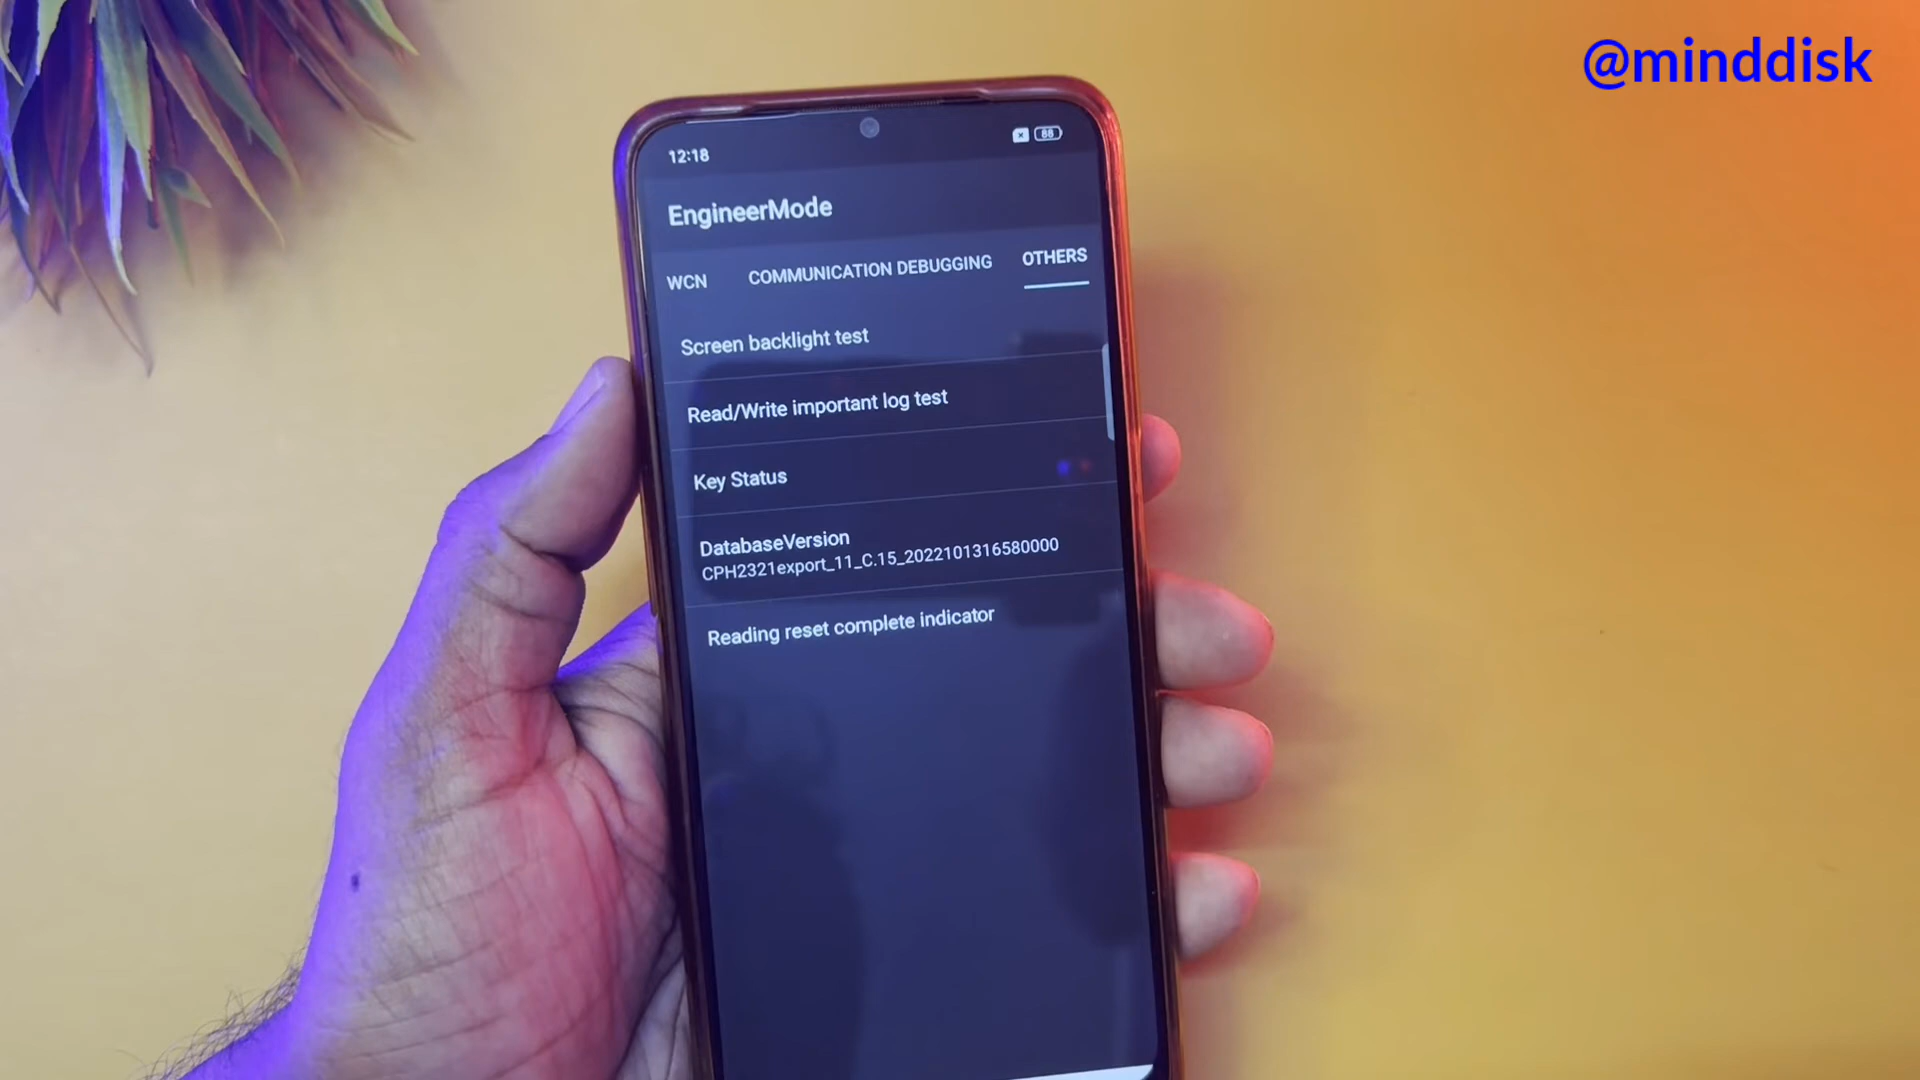 @minddisk
12:18
88
EngineerMode
WCN COMMUNICATION DEBUGGING OTHERS
Screen backlight test
Read/Write important log test
Key Status
DatabaseVersion
CPH2321export_11_C.15_2022101316580000
Reading reset complete indicator